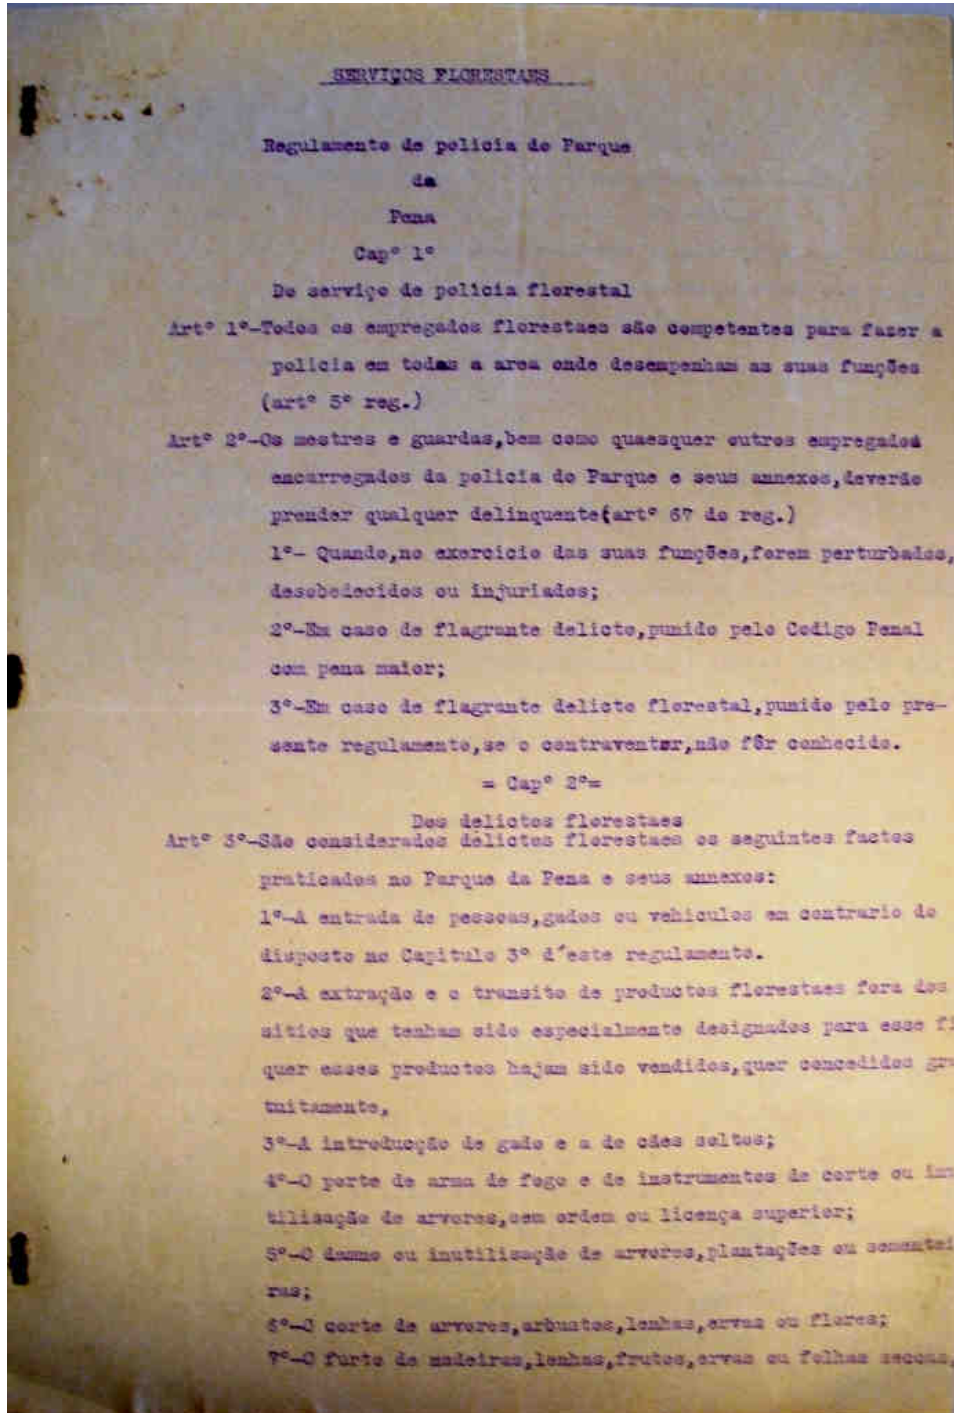 SERVIÇOS FLORESTAES
Regulamento de policia do Parque
da
Pena
Capº 1º
Do serviço de policia florestal
Artº 1º-Todos os empregados florestaes são competentes para fazer a
policia em todas a area onde desempenham as suas funções
(artº 5º reg.)
Artº 2º-Os mestres e guardas,bem como quaesquer outros empregados
encarregados da policia do Parque e seus annexos,deverão
prender qualquer delinquente(artº 67 do reg.)
1º- Quando,no exercicio das suas funções,forem perturbados,
desobedecidos ou injuriados;
2º-Em caso de flagrante delicto,punido pelo Codigo Penal
com pena maior;
3º-Em caso de flagrante delicto florestal,punido pelo pre-
sente regulamento,se o contraventor,não fôr conhecido.
= Capº 2º=
Dos delictos florestaes
Artº 3º-São considerados delictos florestaes os seguintes factos
praticados no Parque da Pena e seus annexos:
1º-A entrada de pessoas,gados ou vehiculos em contrario do
disposto no Capitulo 3º d'este regulamento.
2º-A extração e o transito de productos florestaes fora dos
sitios que tenham sido especialmente designados para esse fi
quer esses productos hajam sido vendidos,quer concedidos gra
tuitamente,
3º-A introducção de gado e a de cães soltos;
4º-O porte de arma de fogo e de instrumentos de corte ou inu
tilisação de arvores,sem ordem ou licença superior;
5º-O damno ou inutilisação de arvores,plantações ou sementei
ras;
6º-O corte de arvores,arbustos,lenhas,ervas ou flores;
7º-O furto de madeiras,lenhas,frutos,ervas ou folhas seccas,